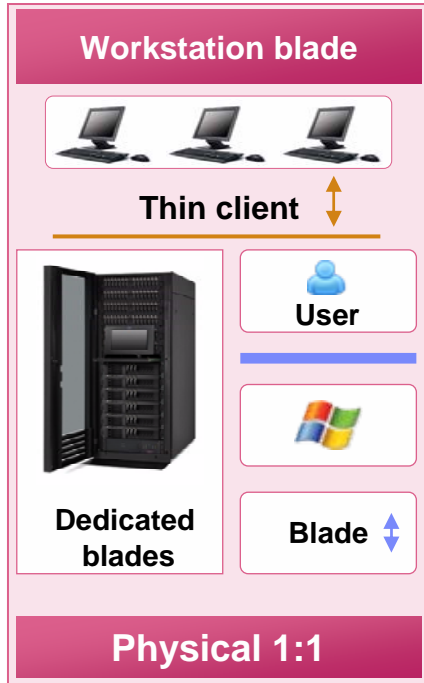 Workstation blade
Thin client
User
Dedicated
blades
Blade
Physical 1:1